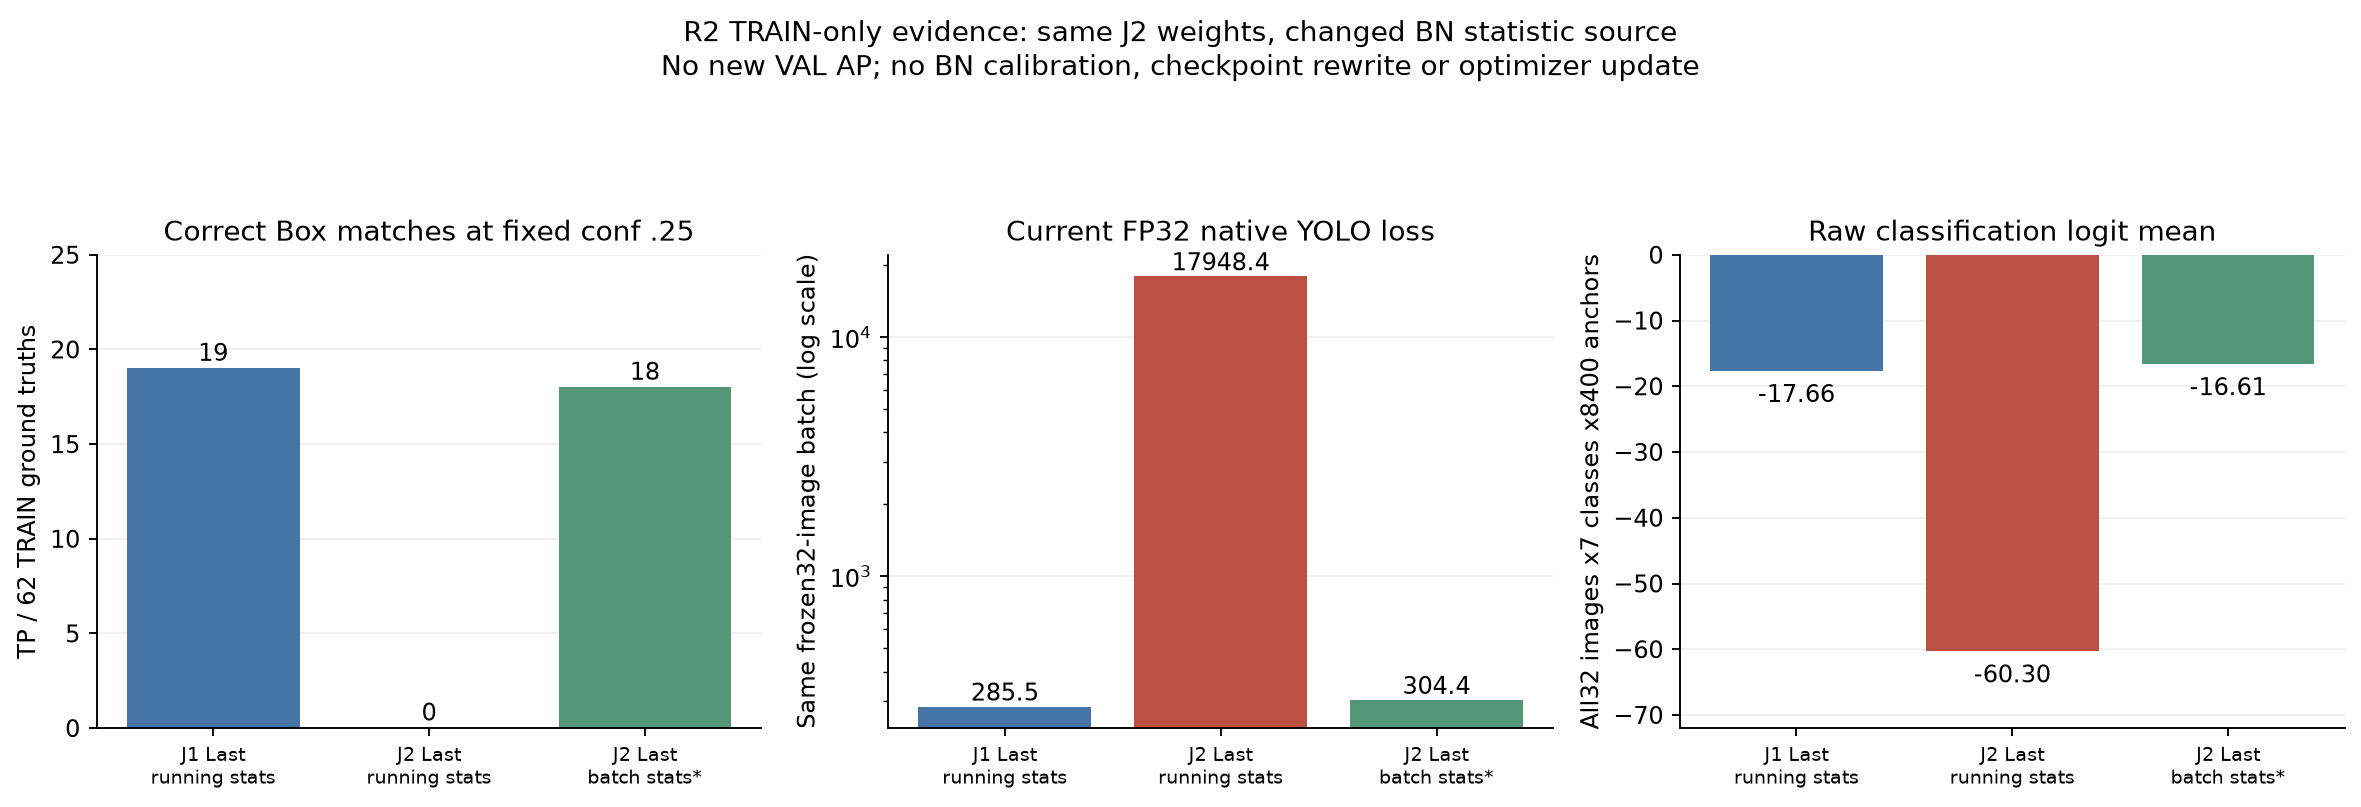 R2 TRAIN-only evidence: same J2 weights, changed BN statistic source
No new VAL AP; no BN calibration, checkpoint rewrite or optimizer update
Correct Box matches at fixed conf .25
TP / 62 TRAIN ground truths
25
20
15
10
5
0
19
0
18
J1 Last
running stats
J2 Last
running stats
J2 Last
batch stats*
Current FP32 native YOLO loss
Same frozen32-image batch (log scale)
10⁴
10³
285.5
17948.4
304.4
J1 Last
running stats
J2 Last
running stats
J2 Last
batch stats*
Raw classification logit mean
All32 images x7 classes x8400 anchors
0
−10
−20
−30
−40
−50
−60
−70
-17.66
-60.30
-16.61
J1 Last
running stats
J2 Last
running stats
J2 Last
batch stats*